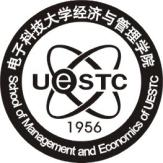 电子科技大学经济与管理学院
UESTC
1956
School of Management and Economics of UESTC